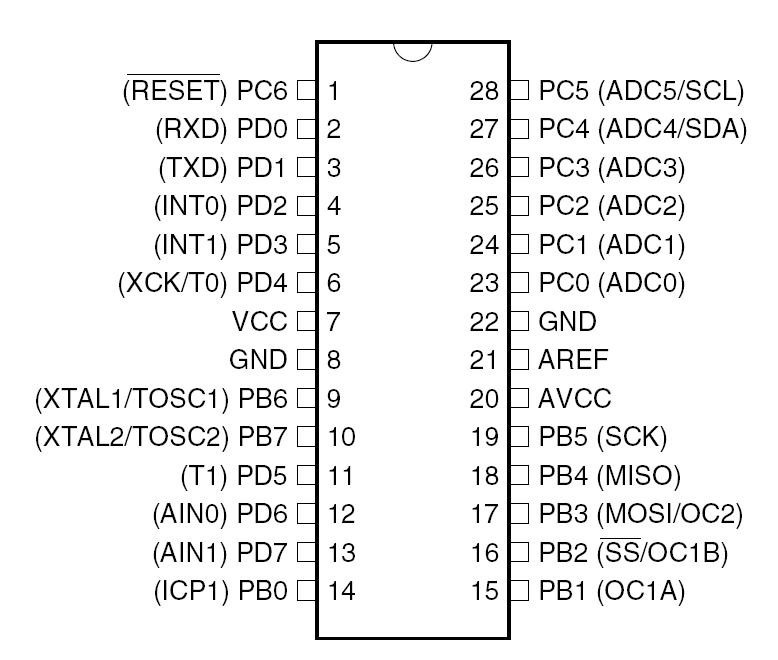 (RESET) PC6 1 28 PC5 (ADC5/SCL)
(RXD) PD0 2 27 PC4 (ADC4/SDA)
(TXD) PD1 3 26 PC3 (ADC3)
(INT0) PD2 4 25 PC2 (ADC2)
(INT1) PD3 5 24 PC1 (ADC1)
(XCK/T0) PD4 6 23 PC0 (ADC0)
VCC 7 22 GND
GND 8 21 AREF
(XTAL1/TOSC1) PB6 9 20 AVCC
(XTAL2/TOSC2) PB7 10 19 PB5 (SCK)
(T1) PD5 11 18 PB4 (MISO)
(AIN0) PD6 12 17 PB3 (MOSI/OC2)
(AIN1) PD7 13 16 PB2 (SS/OC1B)
(ICP1) PB0 14 15 PB1 (OC1A)